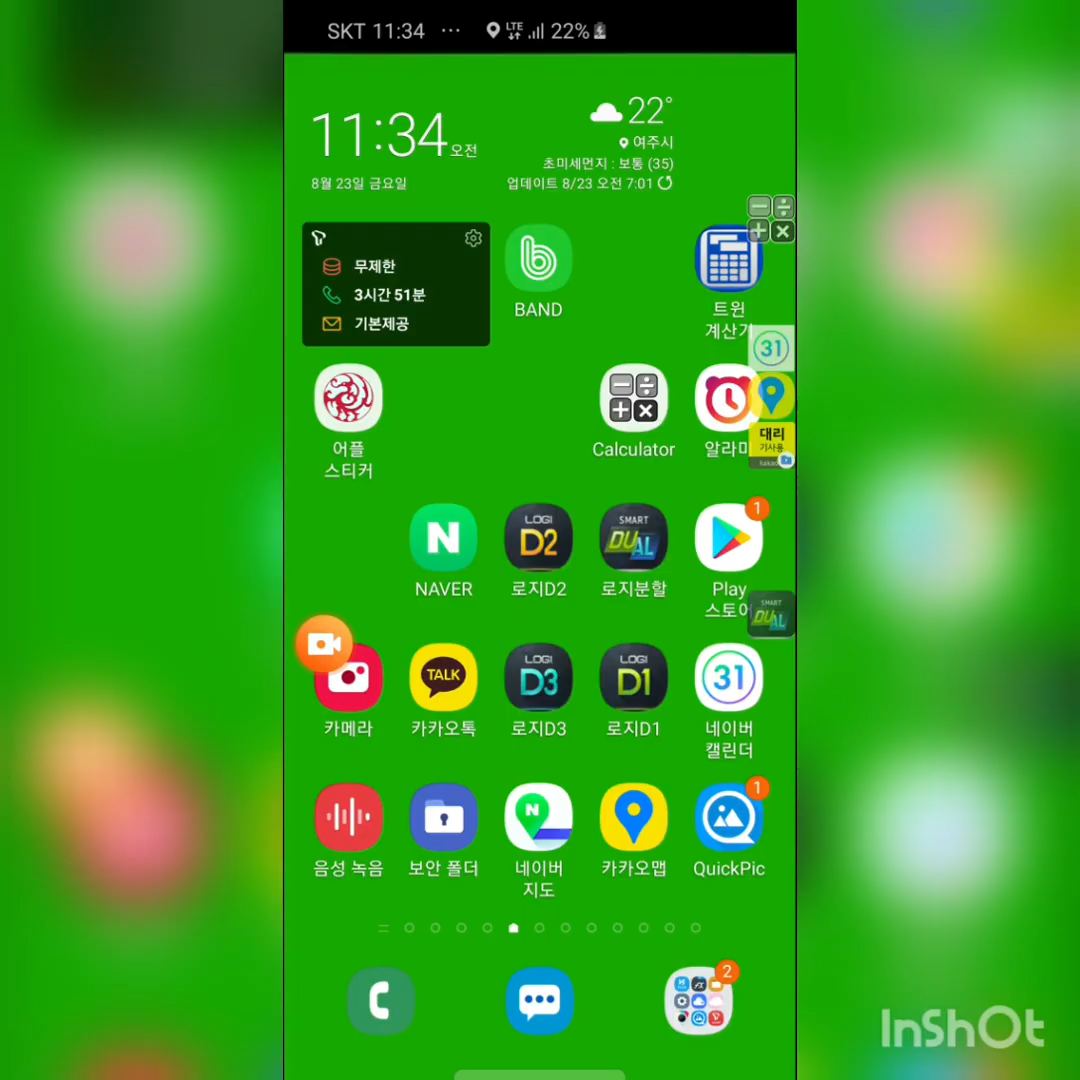 SKT 11:34 ... LTE 22%
11:34 오전
22°
여주시
초미세먼지 : 보통 (35)
8월 23일 금요일
업데이트 8/23 오전 7:01
무제한
3시간 51분
기본제공
BAND
트윈
계산기
31
어플
스티커
Calculator
알라미
대리
기사용
N
LOGI
D2
SMART
DUAL
1
NAVER
로지D2
로지분할
Play
스토어
SMART
DUAL
TALK
LOGI
D3
LOGI
D1
31
카메라
카카오톡
로지D3
로지D1
네이버
캘린더
N
1
음성 녹음
보안 폴더
네이버
지도
카카오맵
QuickPic
2
InShOt